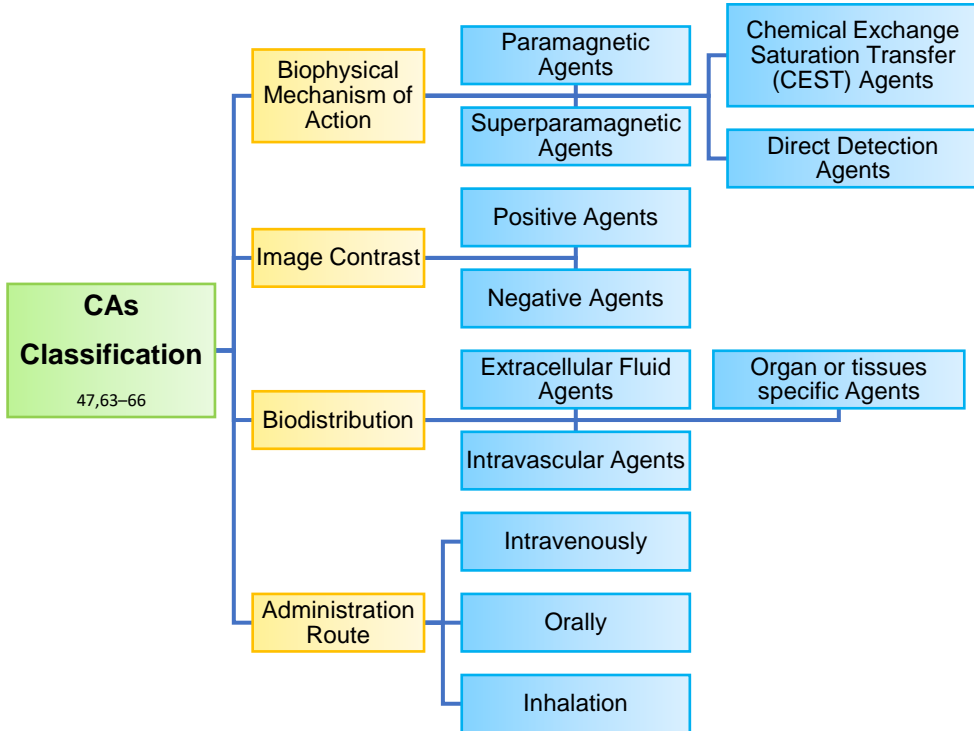 CAs
Classification
47,63–66
Biophysical
Mechanism of
Action
Paramagnetic
Agents
Superparamagnetic
Agents
Chemical Exchange
Saturation Transfer
(CEST) Agents
Direct Detection
Agents
Image Contrast
Positive Agents
Negative Agents
Biodistribution
Extracellular Fluid
Agents
Intravascular Agents
Organ or tissues
specific Agents
Administration
Route
Intravenously
Orally
Inhalation